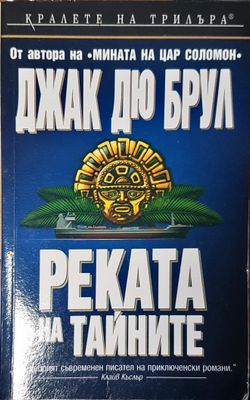 КРАЛЕТЕ НА ТРИЛЪРА®
От автора на «МИНАТА НА ЦАР СОЛОМОН»
ДЖАК ДЮ БРУЛ
РЕКАТА
НА ТАЙНИТЕ
съвременен писател на приключенски романи."
Клайв Къслър